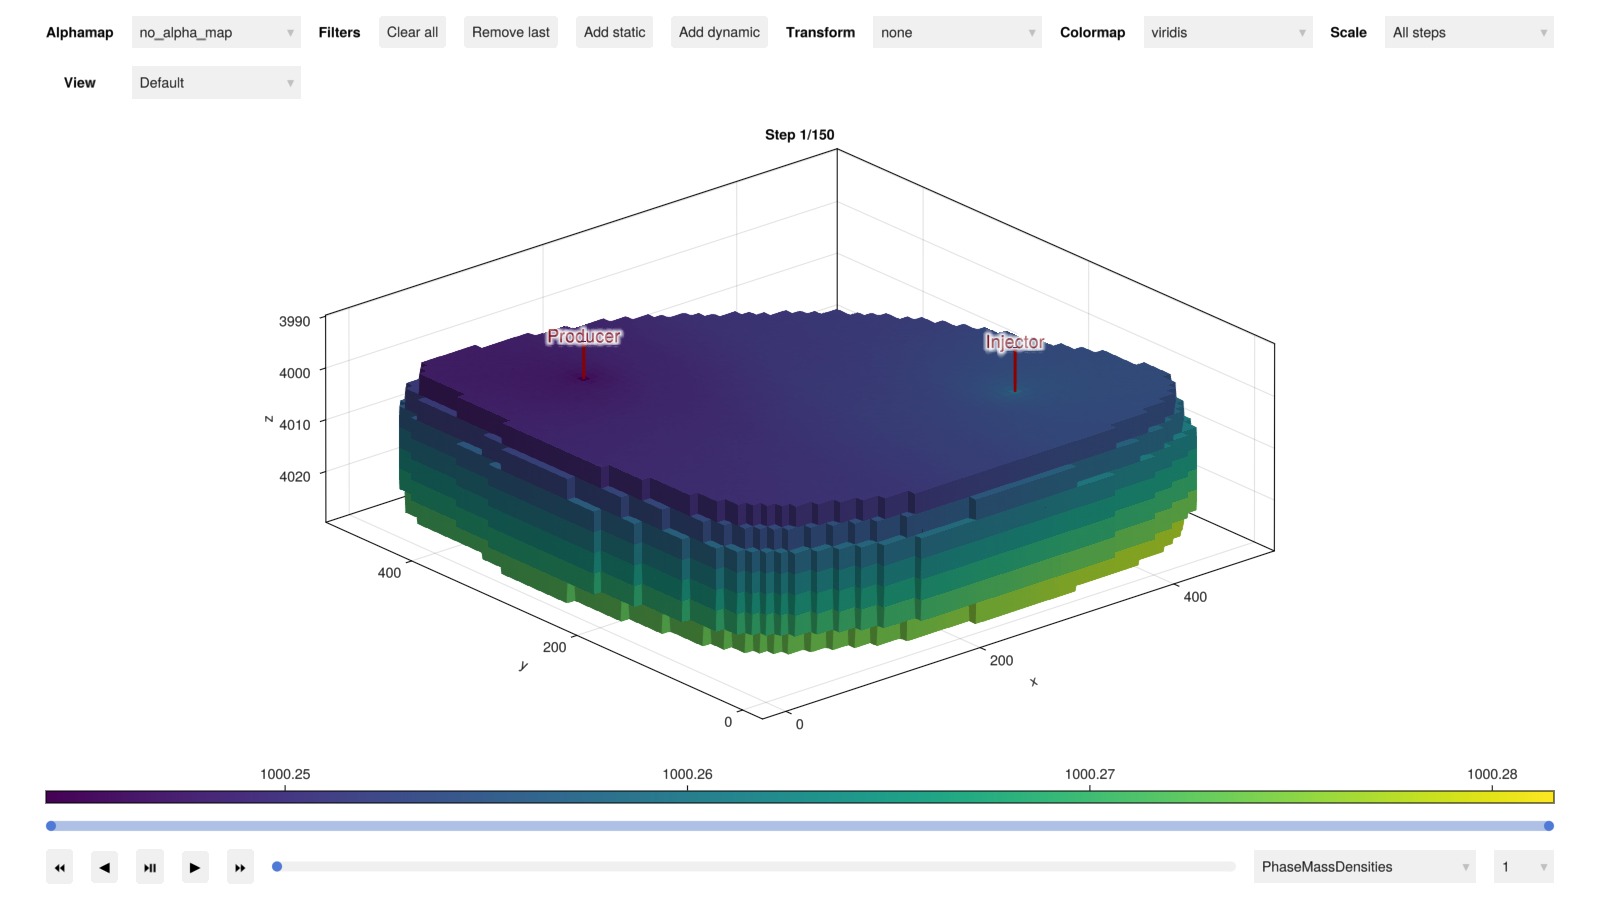 Alphamap no_alpha_map Filters Clear all Remove last Add static Add dynamic Transform none Colormap viridis Scale All steps
View Default
Step 1/150
Producer
Injector
3990
4000
4010
4020
z
400
200
0
y
0
200
400
x
1000.25 1000.26 1000.27 1000.28
PhaseMassDensities 1